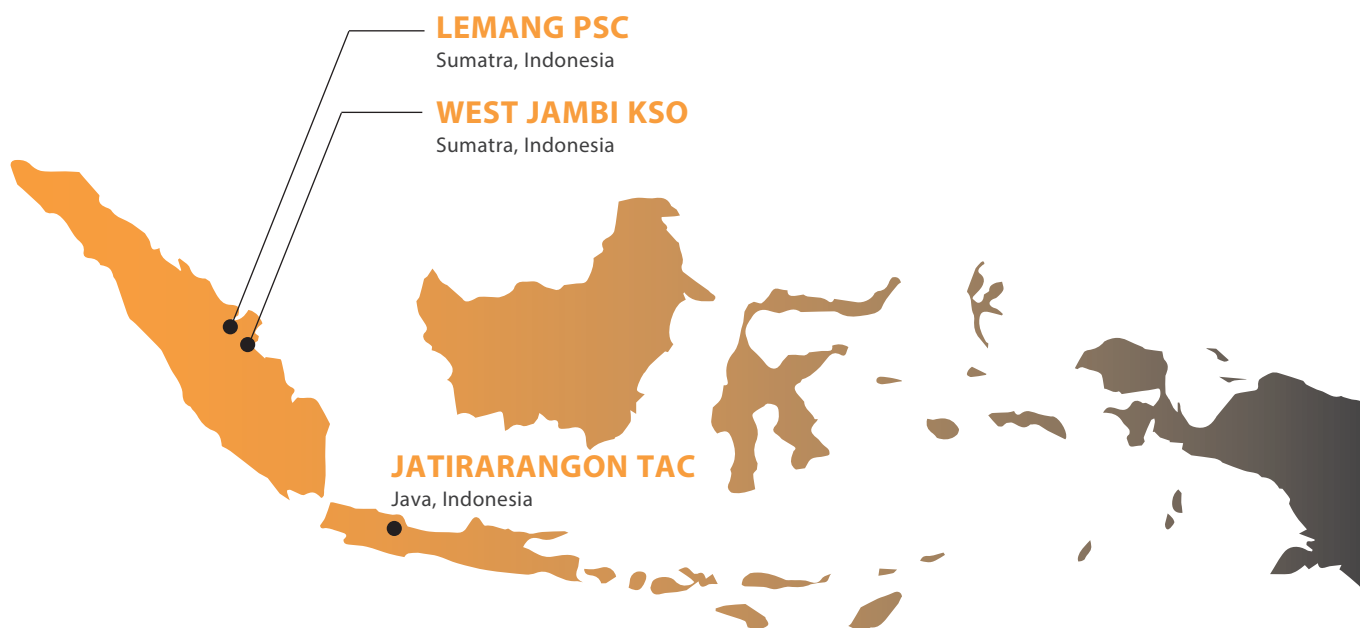 LEMANG PSC
Sumatra, Indonesia
WEST JAMBI KSO
Sumatra, Indonesia
JATIRARANGON TAC
Java, Indonesia